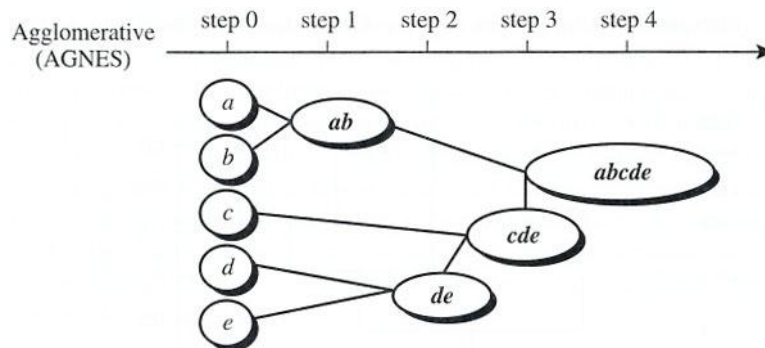 step 0 step 1 step 2 step 3 step 4
Agglomerative
(AGNES)
a
ab
b
abcde
c
cde
d
de
e